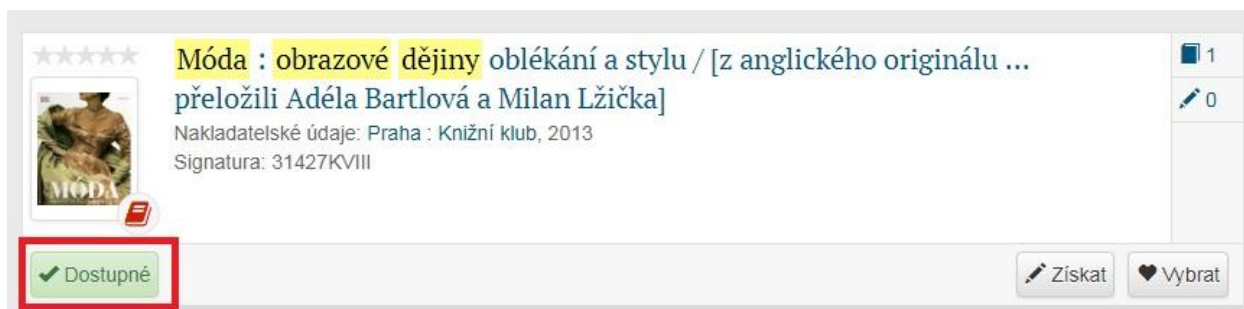 Móda : obrazové dějiny oblékání a stylu / [z anglického originálu ...
přeložili Adéla Bartlová a Milan Lžička]
Nakladatelské údaje: Praha : Knižní klub, 2013
Signatura: 31427KVIII
1
0
MÓDA
Dostupné
Získat
Vybrat